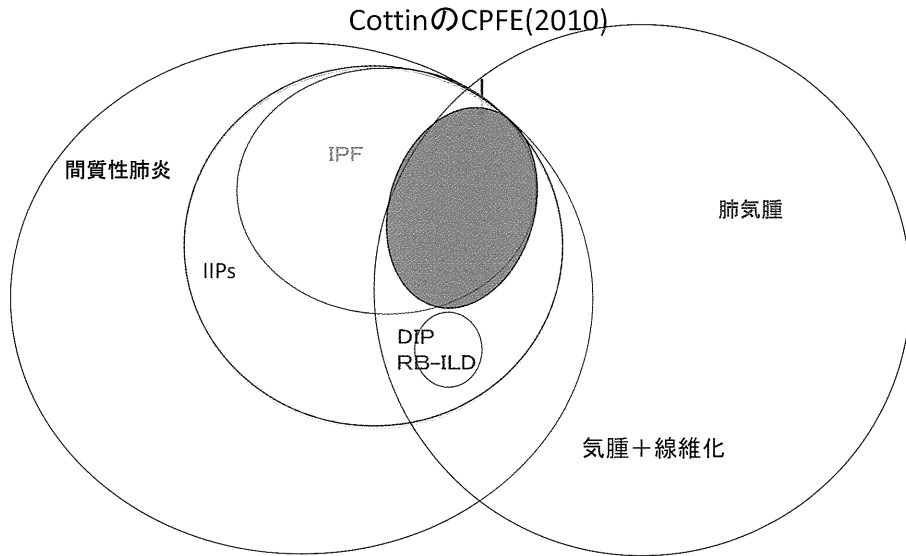 CottinのCPFE(2010)
IPF
間質性肺炎
肺気腫
IIPs
DIP
RB-ILD
気腫＋線維化